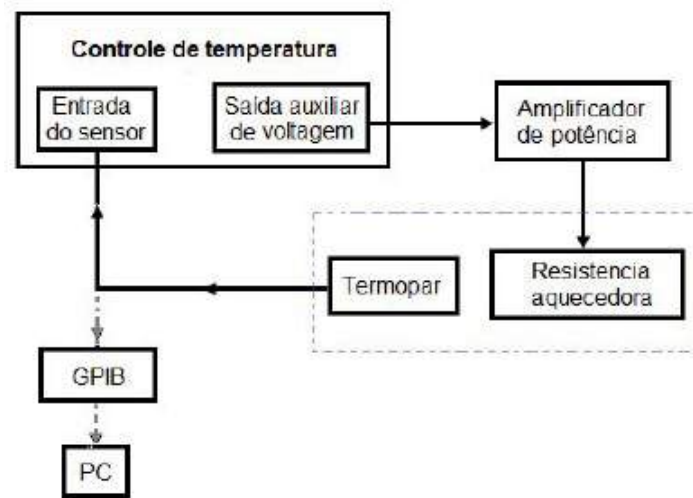 Controle de temperatura
Entrada
do sensor
Saída auxiliar
de voltagem
Amplificador
de potência
Termopar
Resistencia
aquecedora
GPIB
PC